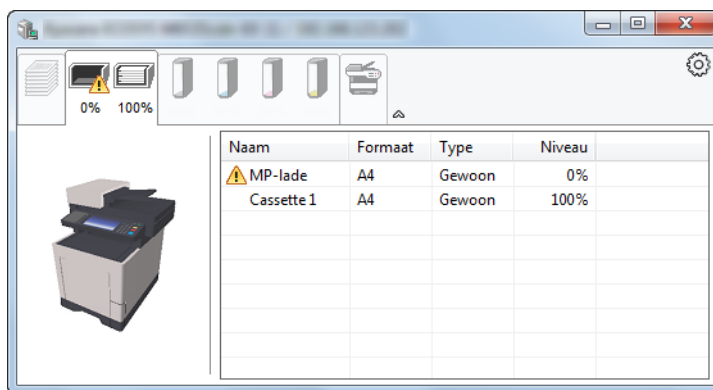 0% 100%
Naam Formaat Type Niveau
MP-lade A4 Gewoon 0%
Cassette 1 A4 Gewoon 100%